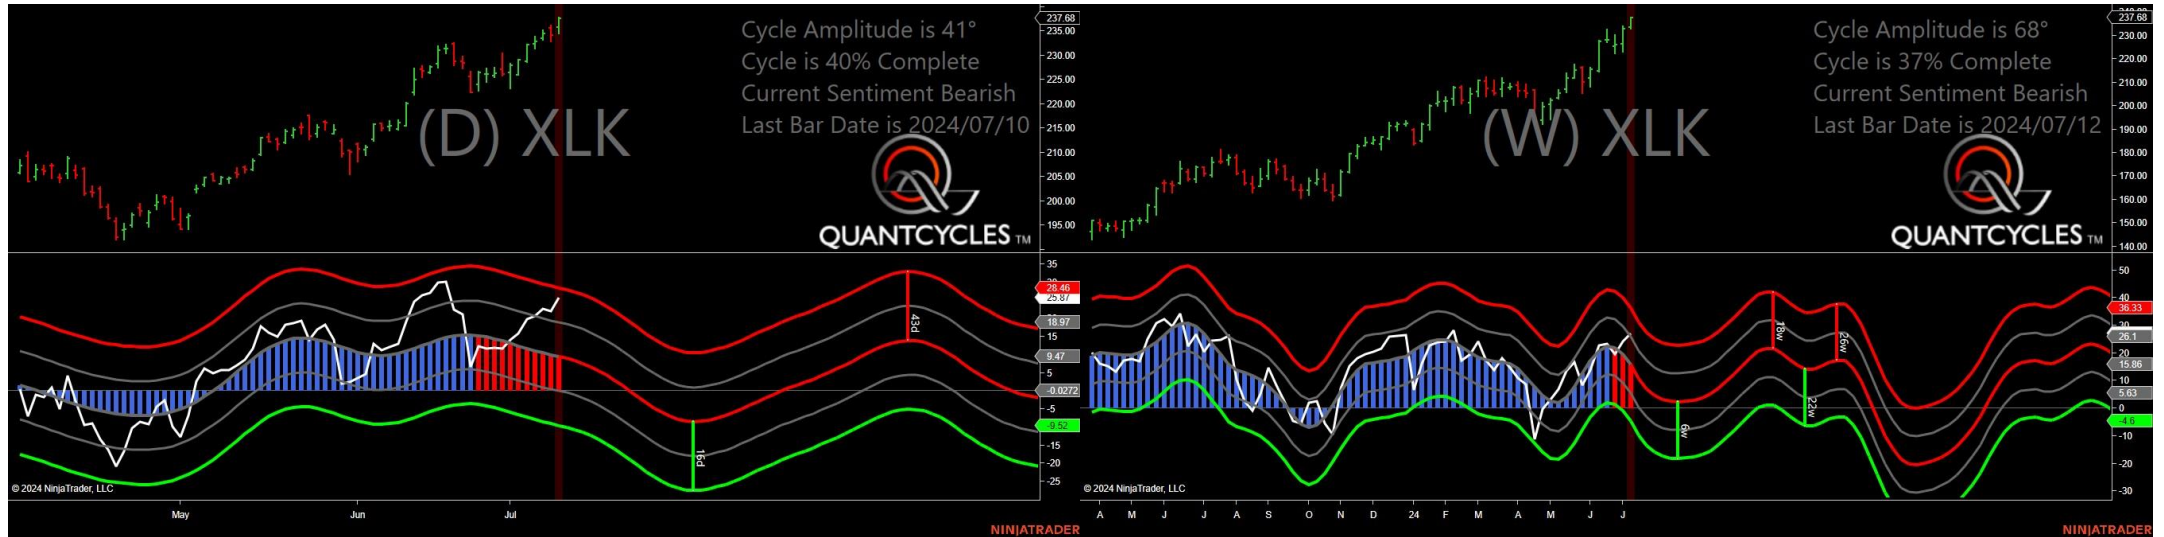 Cycle Amplitude is 41°
Cycle is 40% Complete
Current Sentiment Bearish
Last Bar Date is 2024/07/10
(D) XLK
QUANTCYCLES TM
237.68
235.00
230.00
225.00
220.00
215.00
210.00
205.00
200.00
195.00
35
28.46
25.87
18.97
15
9.47
5
-0.0272
-5
-9.52
-15
-20
-25
43d
16d
© 2024 NinjaTrader, LLC
May Jun Jul
NINJATRADER
Cycle Amplitude is 68°
Cycle is 37% Complete
Current Sentiment Bearish
Last Bar Date is 2024/07/12
(W) XLK
QUANTCYCLES TM
237.68
230.00
220.00
210.00
200.00
190.00
180.00
170.00
160.00
150.00
140.00
50
40
36.33
30
26.1
20
15.86
10
5.63
0
-4.6
-10
-20
-30
18w
26w
22w
6w
© 2024 NinjaTrader, LLC
A M J J A S O N D 24 F M A M J J
NINJATRADER